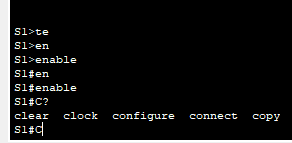 S1>te
S1>en
S1>enable
S1#en
S1#enable
S1#C?
clear clock configure connect copy
S1#C